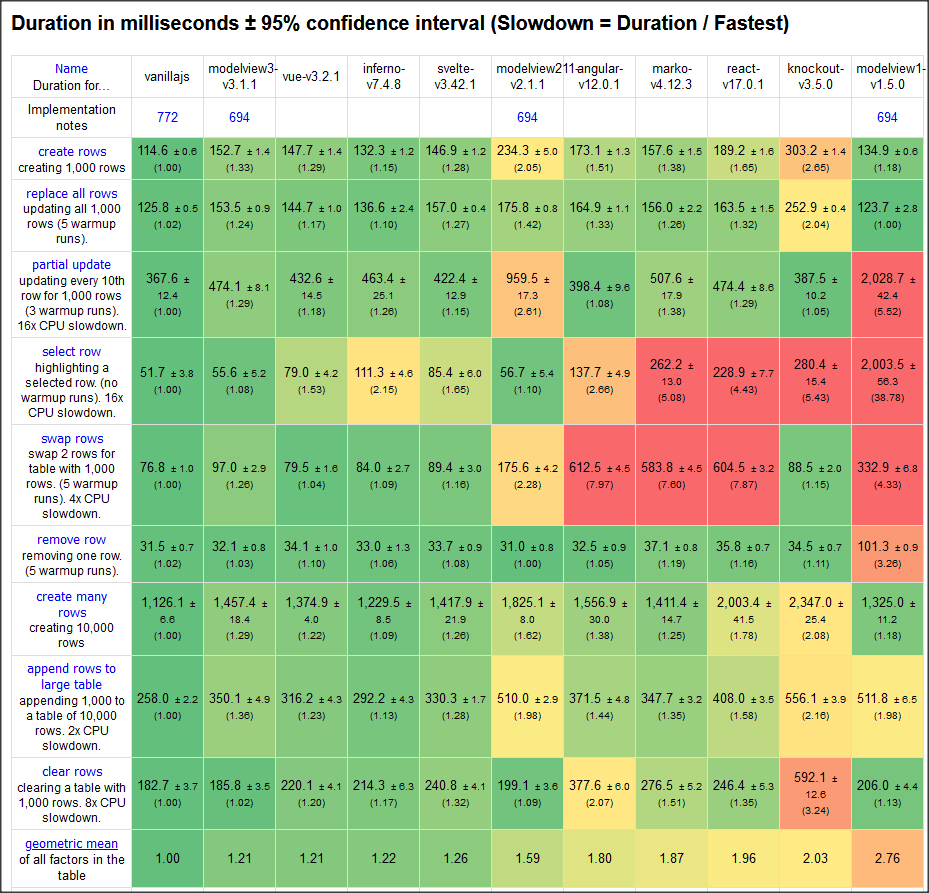 Duration in milliseconds ± 95% confidence interval (Slowdown = Duration / Fastest)
Name
Duration for...
vanillajs
modelview3-
v3.1.1
vue-v3.2.1
inferno-
v7.4.8
svelte-
v3.42.1
modelview211-
v2.1.1
angular-
v12.0.1
marko-
v4.12.3
react-
v17.0.1
knockout-
v3.5.0
modelview1-
v1.5.0
Implementation
notes
772
694
694
694
create rows
creating 1,000 rows
114.6 ± 0.6
(1.00)
152.7 ± 1.4
(1.33)
147.7 ± 1.4
(1.29)
132.3 ± 1.2
(1.15)
146.9 ± 1.2
(1.28)
234.3 ± 5.0
(2.05)
173.1 ± 1.3
(1.51)
157.6 ± 1.5
(1.38)
189.2 ± 1.6
(1.65)
303.2 ± 1.4
(2.65)
134.9 ± 0.6
(1.18)
replace all rows
updating all 1,000
rows (5 warmup
runs).
125.8 ± 0.5
(1.02)
153.5 ± 0.9
(1.24)
144.7 ± 1.0
(1.17)
136.6 ± 2.4
(1.10)
157.0 ± 0.4
(1.27)
175.8 ± 0.8
(1.42)
164.9 ± 1.1
(1.33)
156.0 ± 2.2
(1.26)
163.5 ± 1.5
(1.32)
252.9 ± 0.4
(2.04)
123.7 ± 2.8
(1.00)
partial update
updating every 10th
row for 1,000 rows
(3 warmup runs).
16x CPU slowdown.
367.6 ±
12.4
(1.00)
474.1 ± 8.1
(1.29)
432.6 ±
14.5
(1.18)
463.4 ±
25.1
(1.26)
422.4 ±
12.9
(1.15)
959.5 ±
17.3
(2.61)
398.4 ± 9.6
(1.08)
507.6 ±
17.9
(1.38)
474.4 ± 8.6
(1.29)
387.5 ±
10.2
(1.05)
2,028.7 ±
42.4
(5.52)
select row
highlighting a
selected row. (no
warmup runs). 16x
CPU slowdown.
51.7 ± 3.8
(1.00)
55.6 ± 5.2
(1.08)
79.0 ± 4.2
(1.53)
111.3 ± 4.6
(2.15)
85.4 ± 6.0
(1.65)
56.7 ± 5.4
(1.10)
137.7 ± 4.9
(2.66)
262.2 ±
13.0
(5.08)
228.9 ± 7.7
(4.43)
280.4 ±
15.4
(5.43)
2,003.5 ±
56.3
(38.78)
swap rows
swap 2 rows for
table with 1,000
rows. (5 warmup
runs). 4x CPU
slowdown.
76.8 ± 1.0
(1.00)
97.0 ± 2.9
(1.26)
79.5 ± 1.6
(1.04)
84.0 ± 2.7
(1.09)
89.4 ± 3.0
(1.16)
175.6 ± 4.2
(2.28)
612.5 ± 4.5
(7.97)
583.8 ± 4.5
(7.60)
604.5 ± 3.2
(7.87)
88.5 ± 2.0
(1.15)
332.9 ± 6.8
(4.33)
remove row
removing one row.
(5 warmup runs).
31.5 ± 0.7
(1.02)
32.1 ± 0.8
(1.03)
34.1 ± 1.0
(1.10)
33.0 ± 1.3
(1.06)
33.7 ± 0.9
(1.08)
31.0 ± 0.8
(1.00)
32.5 ± 0.9
(1.05)
37.1 ± 0.8
(1.19)
35.8 ± 0.7
(1.16)
34.5 ± 0.7
(1.11)
101.3 ± 0.9
(3.26)
create many
rows
creating 10,000
rows
1,126.1 ±
6.6
(1.00)
1,457.4 ±
18.4
(1.29)
1,374.9 ±
4.0
(1.22)
1,229.5 ±
8.5
(1.09)
1,417.9 ±
21.9
(1.26)
1,825.1 ±
8.0
(1.62)
1,556.9 ±
30.0
(1.38)
1,411.4 ±
14.7
(1.25)
2,003.4 ±
41.5
(1.78)
2,347.0 ±
25.4
(2.08)
1,325.0 ±
11.2
(1.18)
append rows to
large table
appending 1,000 to
a table of 10,000
rows. 2x CPU
slowdown.
258.0 ± 2.2
(1.00)
350.1 ± 4.9
(1.36)
316.2 ± 4.3
(1.23)
292.2 ± 4.3
(1.13)
330.3 ± 1.7
(1.28)
510.0 ± 2.9
(1.98)
371.5 ± 4.8
(1.44)
347.7 ± 3.2
(1.35)
408.0 ± 3.5
(1.58)
556.1 ± 3.9
(2.16)
511.8 ± 6.5
(1.98)
clear rows
clearing a table with
1,000 rows. 8x CPU
slowdown.
182.7 ± 3.7
(1.00)
185.8 ± 3.5
(1.02)
220.1 ± 4.1
(1.20)
214.3 ± 6.3
(1.17)
240.8 ± 4.1
(1.32)
199.1 ± 3.6
(1.09)
377.6 ± 6.0
(2.07)
276.5 ± 5.2
(1.51)
246.4 ± 5.3
(1.35)
592.1 ±
12.6
(3.24)
206.0 ± 4.4
(1.13)
geometric mean
of all factors in the
table
1.00
1.21
1.21
1.22
1.26
1.59
1.80
1.87
1.96
2.03
2.76